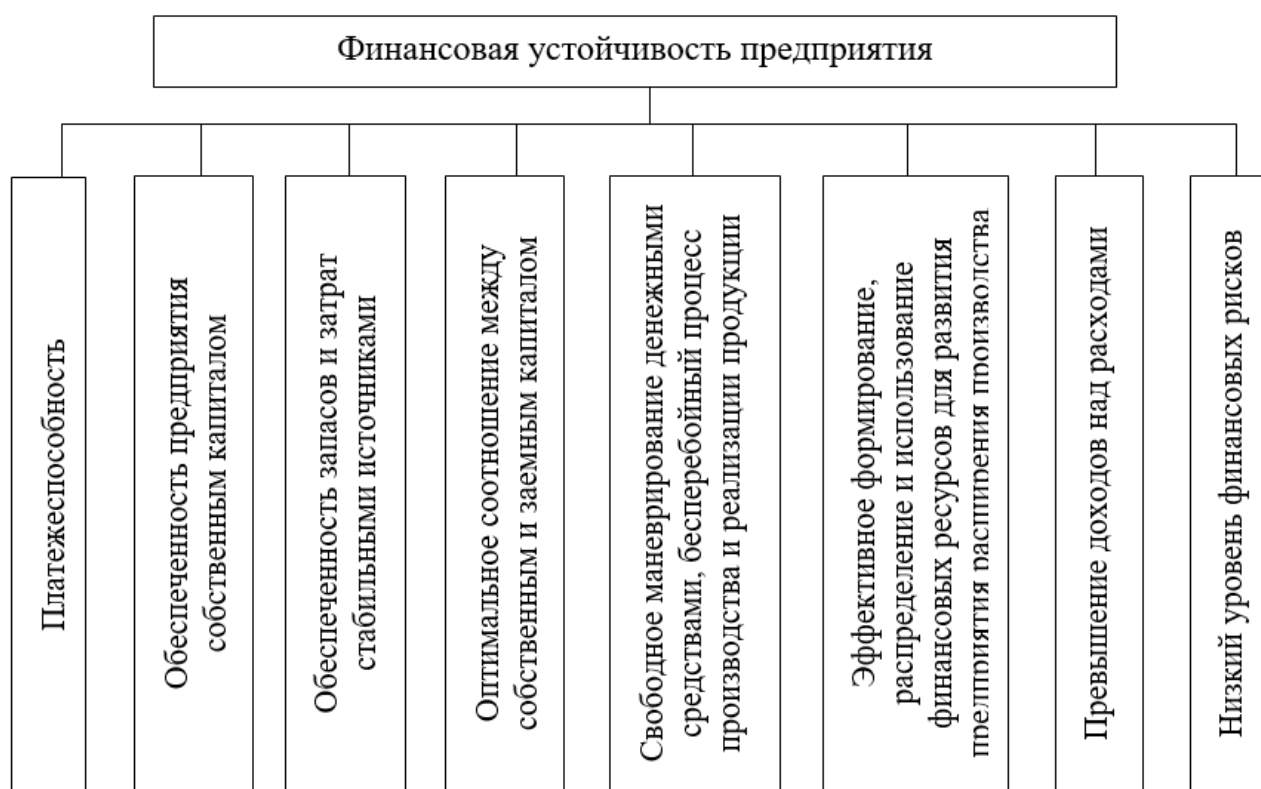 Финансовая устойчивость предприятия
Платежеспособность
Обеспеченность предприятия
собственным капиталом
Обеспеченность запасов и затрат
стабильными источниками
Оптимальное соотношение между
собственным и заемным капиталом
Свободное маневрирование денежными
средствами, бесперебойный процесс
производства и реализации продукции
Эффективное формирование,
распределение и использование
финансовых ресурсов для развития
предприятия расширения производства
Превышение доходов над расходами
Низкий уровень финансовых рисков